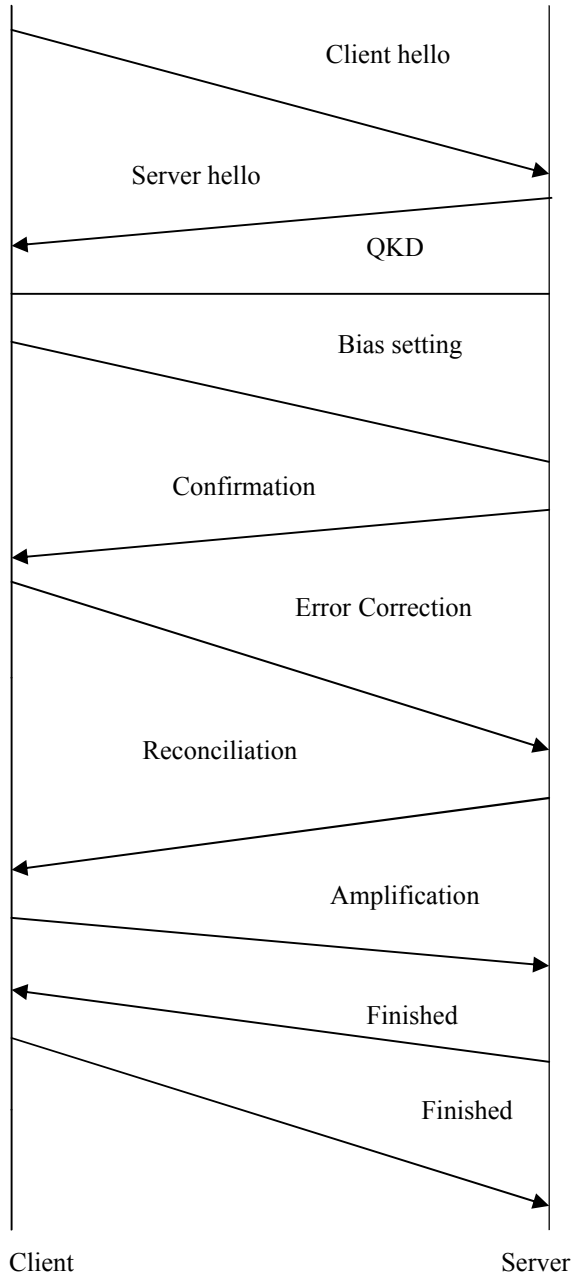 Client hello
Server hello
QKD
Bias setting
Confirmation
Error Correction
Reconciliation
Amplification
Finished
Finished
Client Server